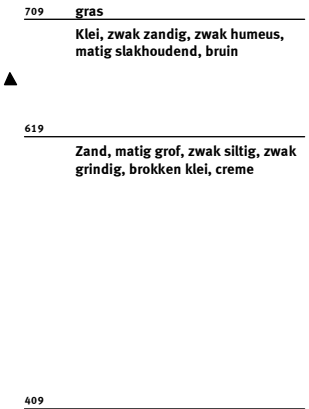 709 gras
Klei, zwak zandig, zwak humeus,
matig slakhoudend, bruin
619
Zand, matig grof, zwak siltig, zwak
grindig, brokken klei, creme
409